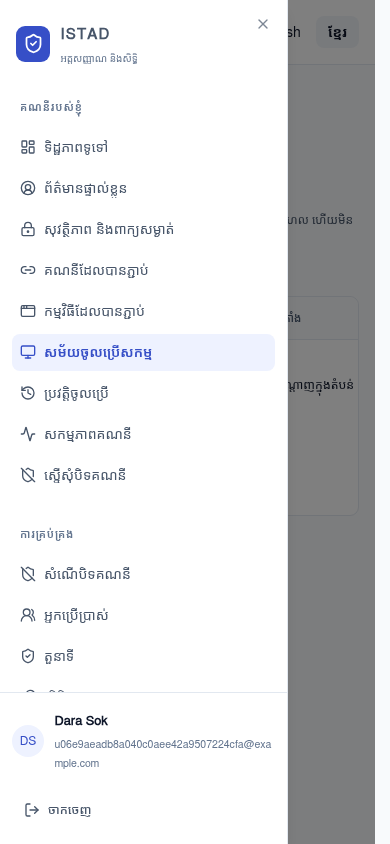 ISTAD
អត្តសញ្ញាណ និងសិទ្ធិ
sh
ខ្មែរ
គណនីរបស់ខ្ញុំ
ទិដ្ឋភាពទូទៅ
ព័ត៌មានផ្ទាល់ខ្លួន
សុវត្ថិភាព និងពាក្យសម្ងាត់
គណនីដែលបានភ្ជាប់
កម្មវិធីដែលបានភ្ជាប់
សម័យចូលប្រើសកម្ម
ប្រវត្តិចូលប្រើ
សកម្មភាពគណនី
ស្នើសុំបិទគណនី
ការគ្រប់គ្រង
សំណើបិទគណនី
អ្នកប្រើប្រាស់
តួនាទី
DS
Dara Sok
u06e9aeadb8a040c0aee42a9507224cfa@exa
mple.com
ចាកចេញ